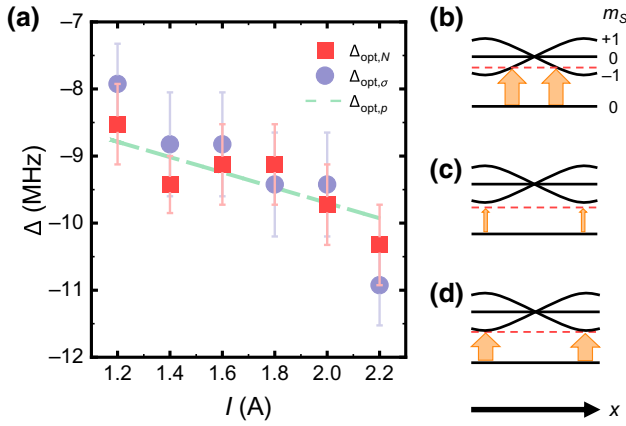 (a)
−7
−8
−9
−10
−11
−12
Δ (MHz)
Δopt,N
Δopt,σ
Δopt,p
1.2 1.4 1.6 1.8 2.0 2.2
I (A)
(b)
mS
+1
0
−1
0
(c)
(d)
x